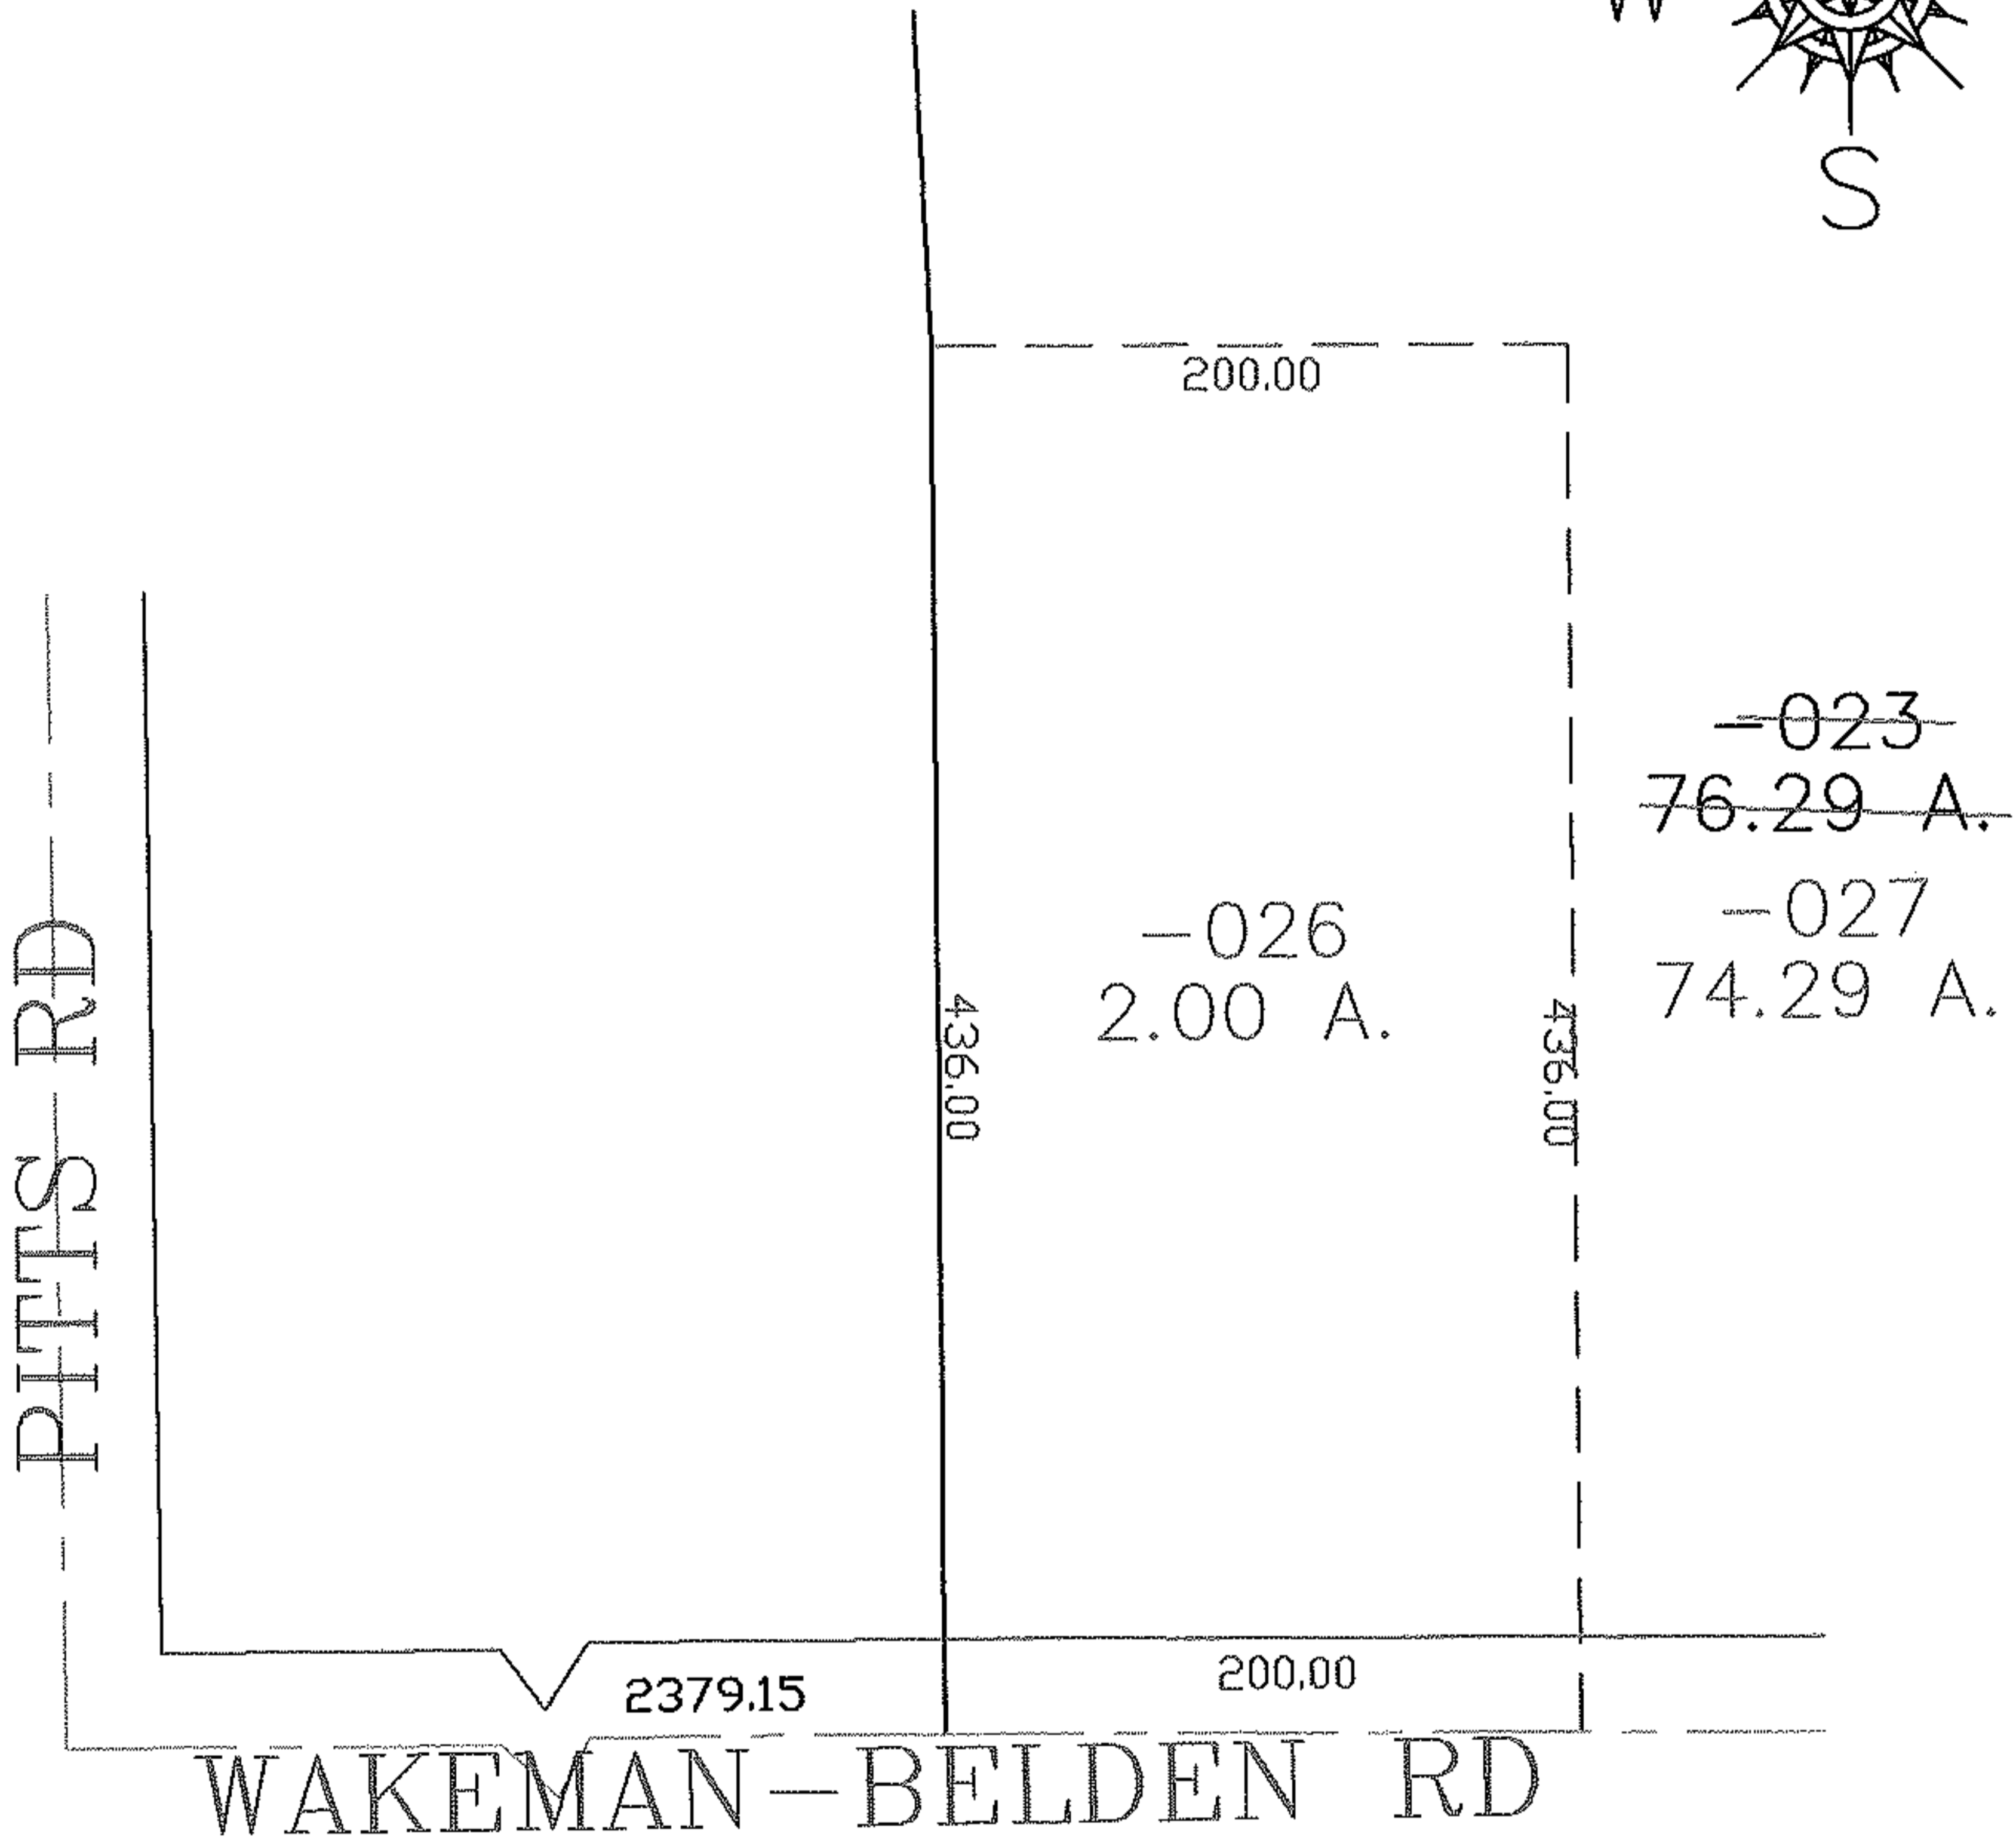 W
S
200.00
-023
76.29 A.
-027
74.29 A.
-026
2.00 A.
436.00
436.00
PITTS RD
200.00
2379.15
WAKEMAN-BELDEN RD